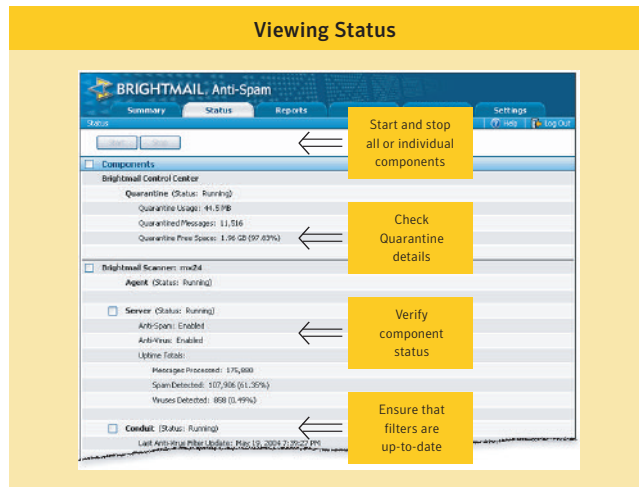 Viewing Status
BRIGHTMAIL. Anti-Spam
Summary Status Reports Settings
Status Help Log Out
Start and stop
all or individual
components
Components
Brightmail Control Center
Quarantine (Status: Running)
Quarantine Usage: 44.5 MB
Quarantined Messages: 11,516
Quarantine Free Space: 1.96 GB (97.83%)
Check
Quarantine
details
Brightmail Scanner: mx24
Agent (Status: Running)
Server (Status: Running)
Anti-Spam: Enabled
Anti-Virus: Enabled
Uptime Totals:
Messages Processed: 175,880
Spam Detected: 107,906 (61.35%)
Viruses Detected: 858 (0.49%)
Verify
component
status
Conduit (Status: Running)
Last Anti-Virus Filter Update: May 19, 2004 7:39:27 PM
Ensure that
filters are
up-to-date